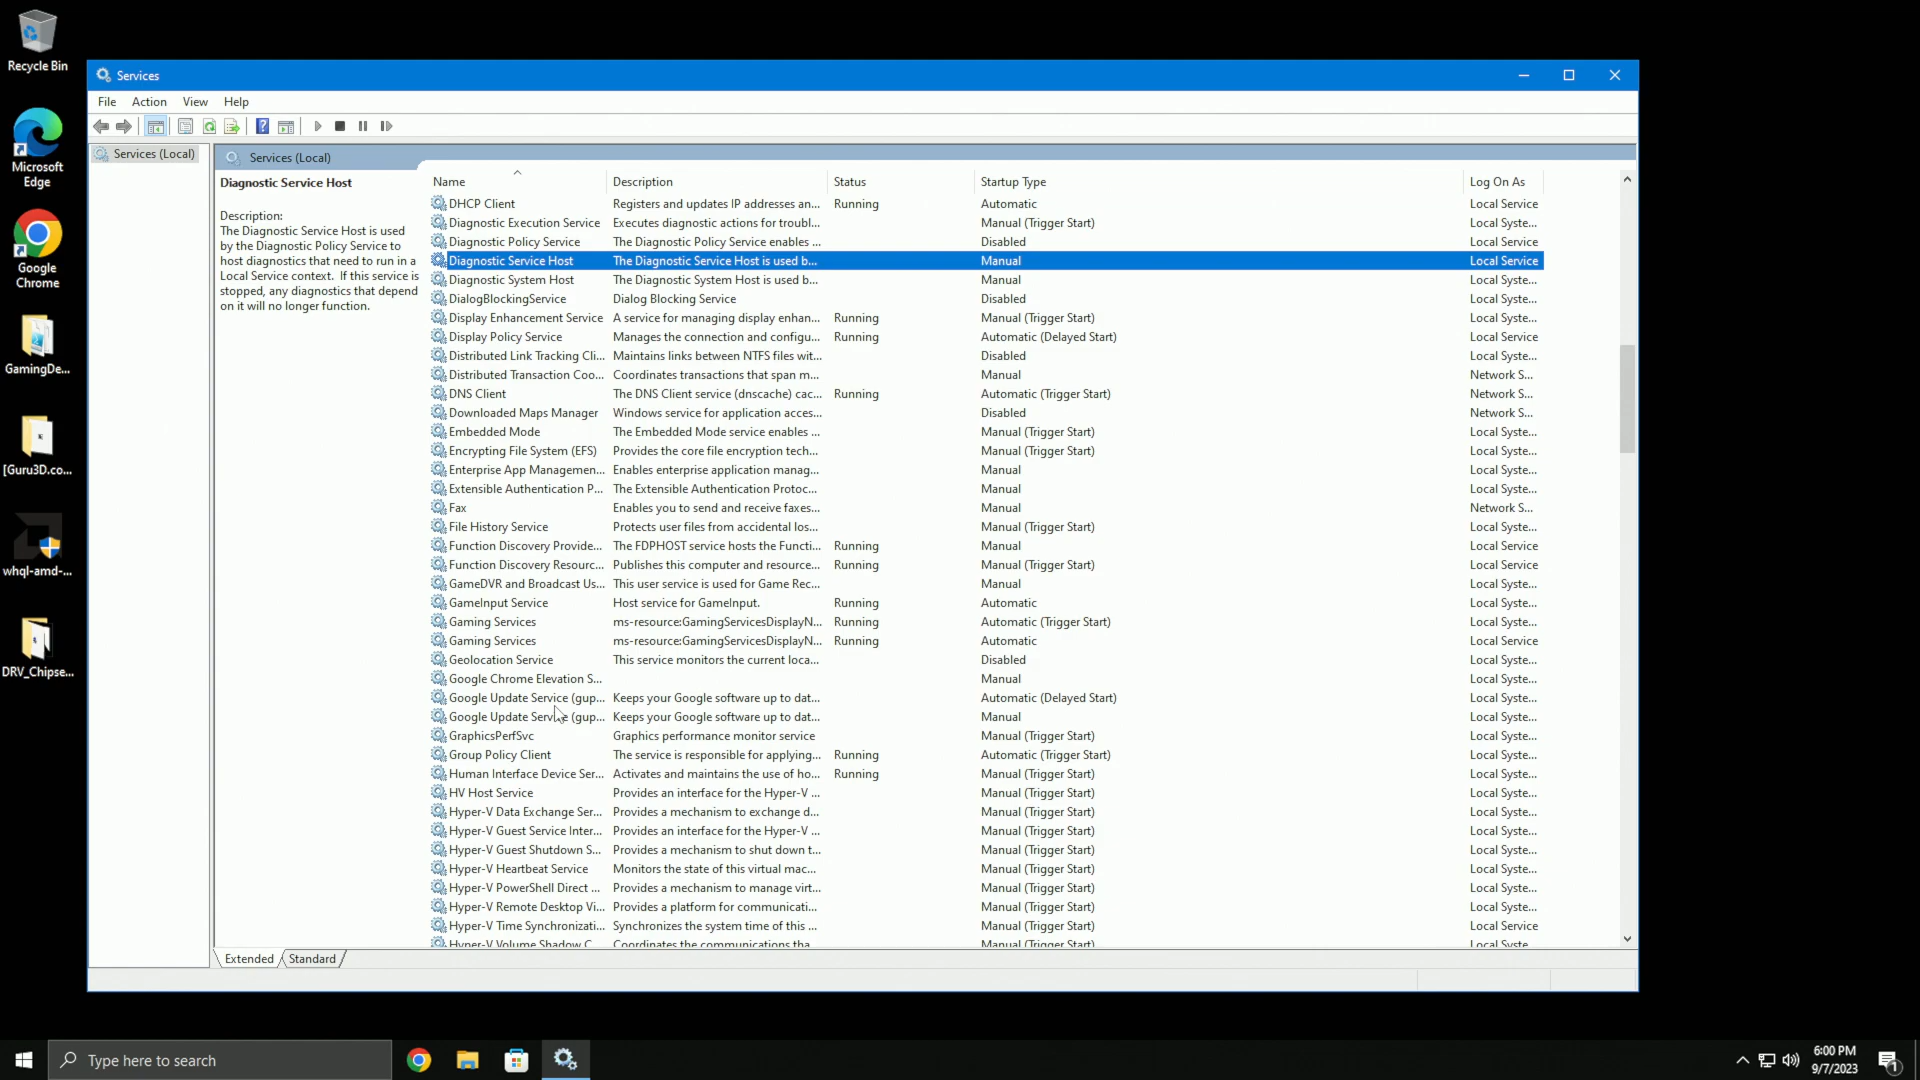 Recycle Bin
Microsoft
Edge
Google
Chrome
GamingDe...
[Guru3D.co...
whql-amd-...
DRV_Chipse...
Services
File Action View Help
Services (Local)
Services (Local)
Diagnostic Service Host
Description:
The Diagnostic Service Host is used
by the Diagnostic Policy Service to
host diagnostics that need to run in a
Local Service context. If this service is
stopped, any diagnostics that depend
on it will no longer function.
Name Description Status Startup Type Log On As
DHCP Client Registers and updates IP addresses an... Running Automatic Local Service
Diagnostic Execution Service Executes diagnostic actions for troubl... Manual (Trigger Start) Local Syste...
Diagnostic Policy Service The Diagnostic Policy Service enables ... Disabled Local Service
Diagnostic Service Host The Diagnostic Service Host is used b... Manual Local Service
Diagnostic System Host The Diagnostic System Host is used b... Manual Local Syste...
DialogBlockingService Dialog Blocking Service Disabled Local Syste...
Display Enhancement Service A service for managing display enhan... Running Manual (Trigger Start) Local Syste...
Display Policy Service Manages the connection and configu... Running Automatic (Delayed Start) Local Service
Distributed Link Tracking Cli... Maintains links between NTFS files wit... Disabled Local Syste...
Distributed Transaction Coo... Coordinates transactions that span m... Manual Network S...
DNS Client The DNS Client service (dnscache) cac... Running Automatic (Trigger Start) Network S...
Downloaded Maps Manager Windows service for application acces... Disabled Network S...
Embedded Mode The Embedded Mode service enables ... Manual (Trigger Start) Local Syste...
Encrypting File System (EFS) Provides the core file encryption tech... Manual (Trigger Start) Local Syste...
Enterprise App Managemen... Enables enterprise application manag... Manual Local Syste...
Extensible Authentication P... The Extensible Authentication Protoc... Manual Local Syste...
Fax Enables you to send and receive faxes... Manual Network S...
File History Service Protects user files from accidental los... Manual (Trigger Start) Local Syste...
Function Discovery Provide... The FDPHOST service hosts the Functi... Running Manual Local Service
Function Discovery Resourc... Publishes this computer and resource... Running Manual (Trigger Start) Local Service
GameDVR and Broadcast Us... This user service is used for Game Rec... Manual Local Syste...
GameInput Service Host service for GameInput. Running Automatic Local Syste...
Gaming Services ms-resource:GamingServicesDisplayN... Running Automatic (Trigger Start) Local Syste...
Gaming Services ms-resource:GamingServicesDisplayN... Running Automatic Local Service
Geolocation Service This service monitors the current loca... Disabled Local Syste...
Google Chrome Elevation S... Manual Local Syste...
Google Update Service (gup... Keeps your Google software up to dat... Automatic (Delayed Start) Local Syste...
Google Update Service (gup... Keeps your Google software up to dat... Manual Local Syste...
GraphicsPerfSvc Graphics performance monitor service Manual (Trigger Start) Local Syste...
Group Policy Client The service is responsible for applying... Running Automatic (Trigger Start) Local Syste...
Human Interface Device Ser... Activates and maintains the use of ho... Running Manual (Trigger Start) Local Syste...
HV Host Service Provides an interface for the Hyper-V ... Manual (Trigger Start) Local Syste...
Hyper-V Data Exchange Ser... Provides a mechanism to exchange d... Manual (Trigger Start) Local Syste...
Hyper-V Guest Service Inter... Provides an interface for the Hyper-V ... Manual (Trigger Start) Local Syste...
Hyper-V Guest Shutdown S... Provides a mechanism to shut down t... Manual (Trigger Start) Local Syste...
Hyper-V Heartbeat Service Monitors the state of this virtual mac... Manual (Trigger Start) Local Syste...
Hyper-V PowerShell Direct ... Provides a mechanism to manage virt... Manual (Trigger Start) Local Syste...
Hyper-V Remote Desktop Vi... Provides a platform for communicati... Manual (Trigger Start) Local Syste...
Hyper-V Time Synchronizati... Synchronizes the system time of this ... Manual (Trigger Start) Local Service
Hyper-V Volume Shadow C... Coordinates the communications tha... Manual (Trigger Start) Local Syste...
Extended Standard
Type here to search
6:00 PM
9/7/2023
1